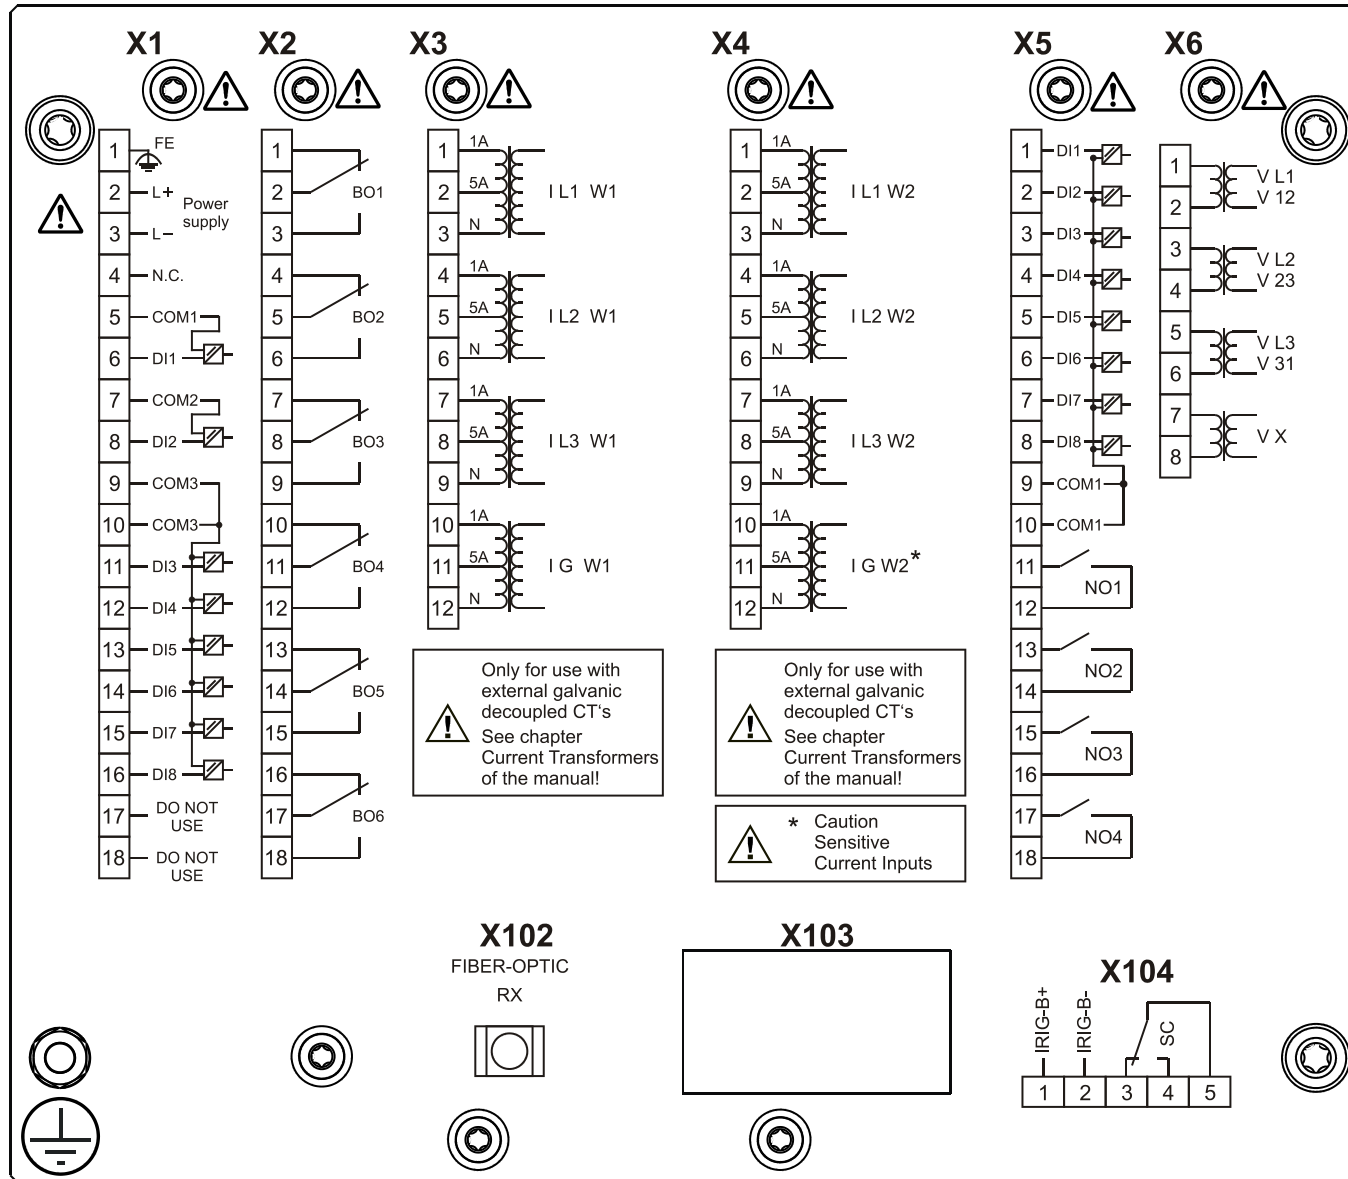 X1
X2
X3
X4
X5
X6
1 FE
2 L+
Power
supply
3 L–
4 N.C.
5 COM1
6 DI1
7 COM2
8 DI2
9 COM3
10 COM3
11 DI3
12 DI4
13 DI5
14 DI6
15 DI7
16 DI8
17 DO NOT
USE
18 DO NOT
USE
1
2 BO1
3
4
5 BO2
6
7
8 BO3
9
10
11 BO4
12
13
14 BO5
15
16
17 BO6
18
1 1A
2 5A I L1 W1
3 N
4 1A
5 5A I L2 W1
6 N
7 1A
8 5A I L3 W1
9 N
10 1A
11 5A I G W1
12 N
Only for use with
external galvanic
decoupled CT‘s
See chapter
Current Transformers
of the manual!
1 1A
2 5A I L1 W2
3 N
4 1A
5 5A I L2 W2
6 N
7 1A
8 5A I L3 W2
9 N
10 1A
11 5A I G W2*
12 N
Only for use with
external galvanic
decoupled CT‘s
See chapter
Current Transformers
of the manual!
* Caution
Sensitive
Current Inputs
1 DI1
2 DI2
3 DI3
4 DI4
5 DI5
6 DI6
7 DI7
8 DI8
9 COM1
10 COM1
11
NO1
12
13
NO2
14
15
NO3
16
17
NO4
18
1 V L1
2 V 12
3 V L2
4 V 23
5 V L3
6 V 31
7
V X
8
X102
FIBER-OPTIC
RX
X103
X104
IRIG-B+
IRIG-B-
SC
1 2 3 4 5